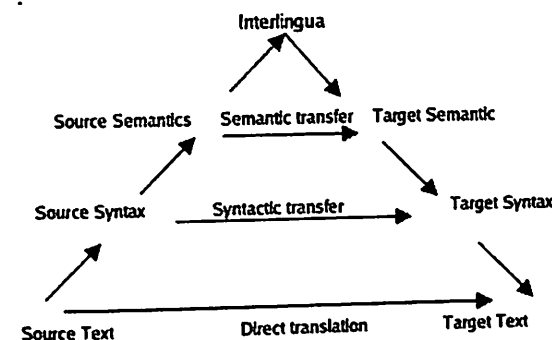 Interlingua
Source Semantics Semantic transfer Target Semantic
Source Syntax Syntactic transfer Target Syntax
Source Text Direct translation Target Text